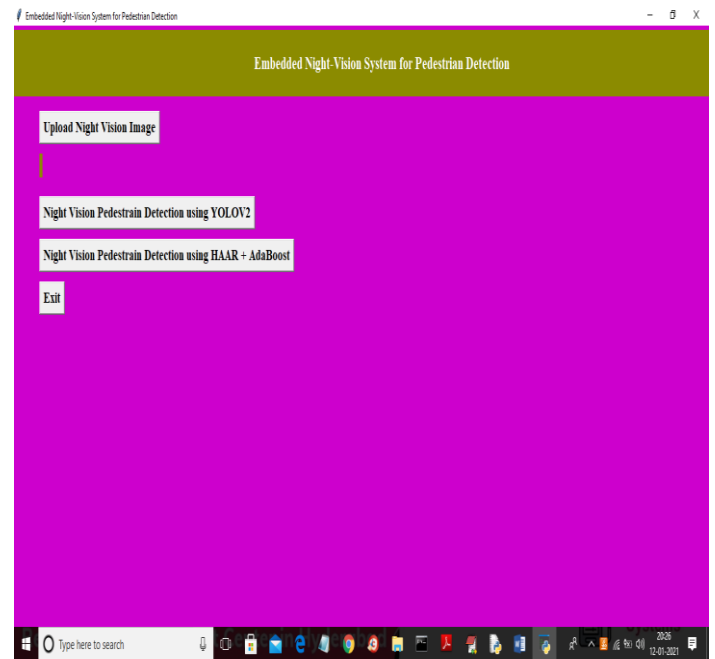 Embedded Night-Vision System for Pedestrian Detection
Embedded Night-Vision System for Pedestrian Detection
Upload Night Vision Image
Night Vision Pedestrain Detection using YOLOV2
Night Vision Pedestrain Detection using HAAR + AdaBoost
Exit
Type here to search
20:26
12-01-2021